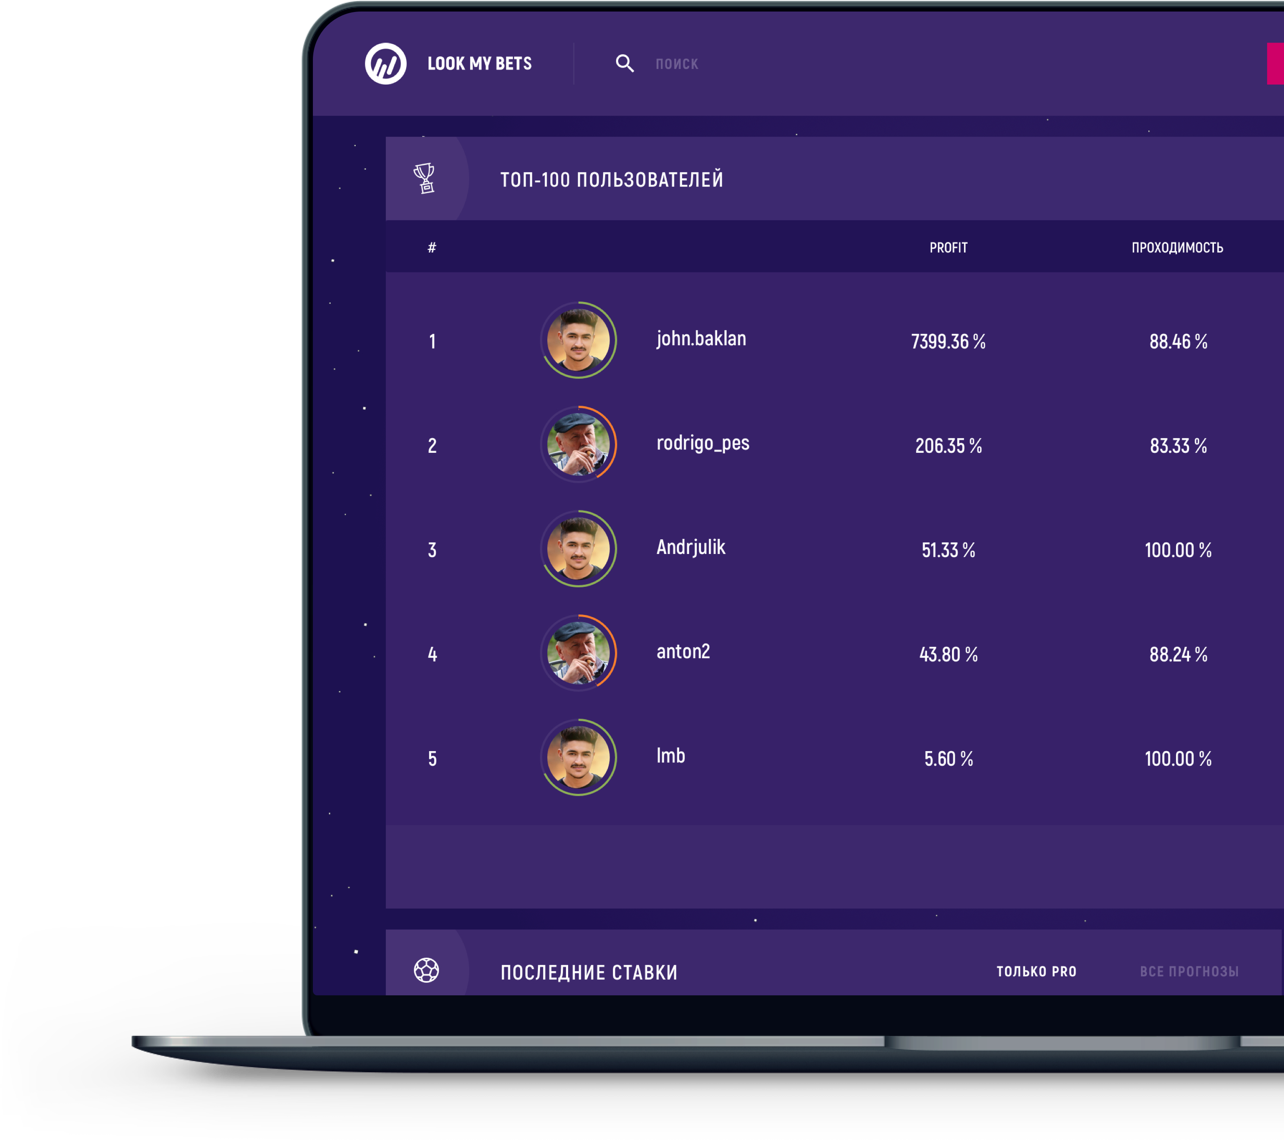 LOOK MY BETS ПОИСК
ТОП-100 ПОЛЬЗОВАТЕЛЕЙ
# PROFIT ПРОХОДИМОСТЬ
1 john.baklan 7399.36 % 88.46 %
2 rodrigo_pes 206.35 % 83.33 %
3 Andrjulik 51.33 % 100.00 %
4 anton2 43.80 % 88.24 %
5 lmb 5.60 % 100.00 %
ПОСЛЕДНИЕ СТАВКИ ТОЛЬКО PRO ВСЕ ПРОГНОЗЫ